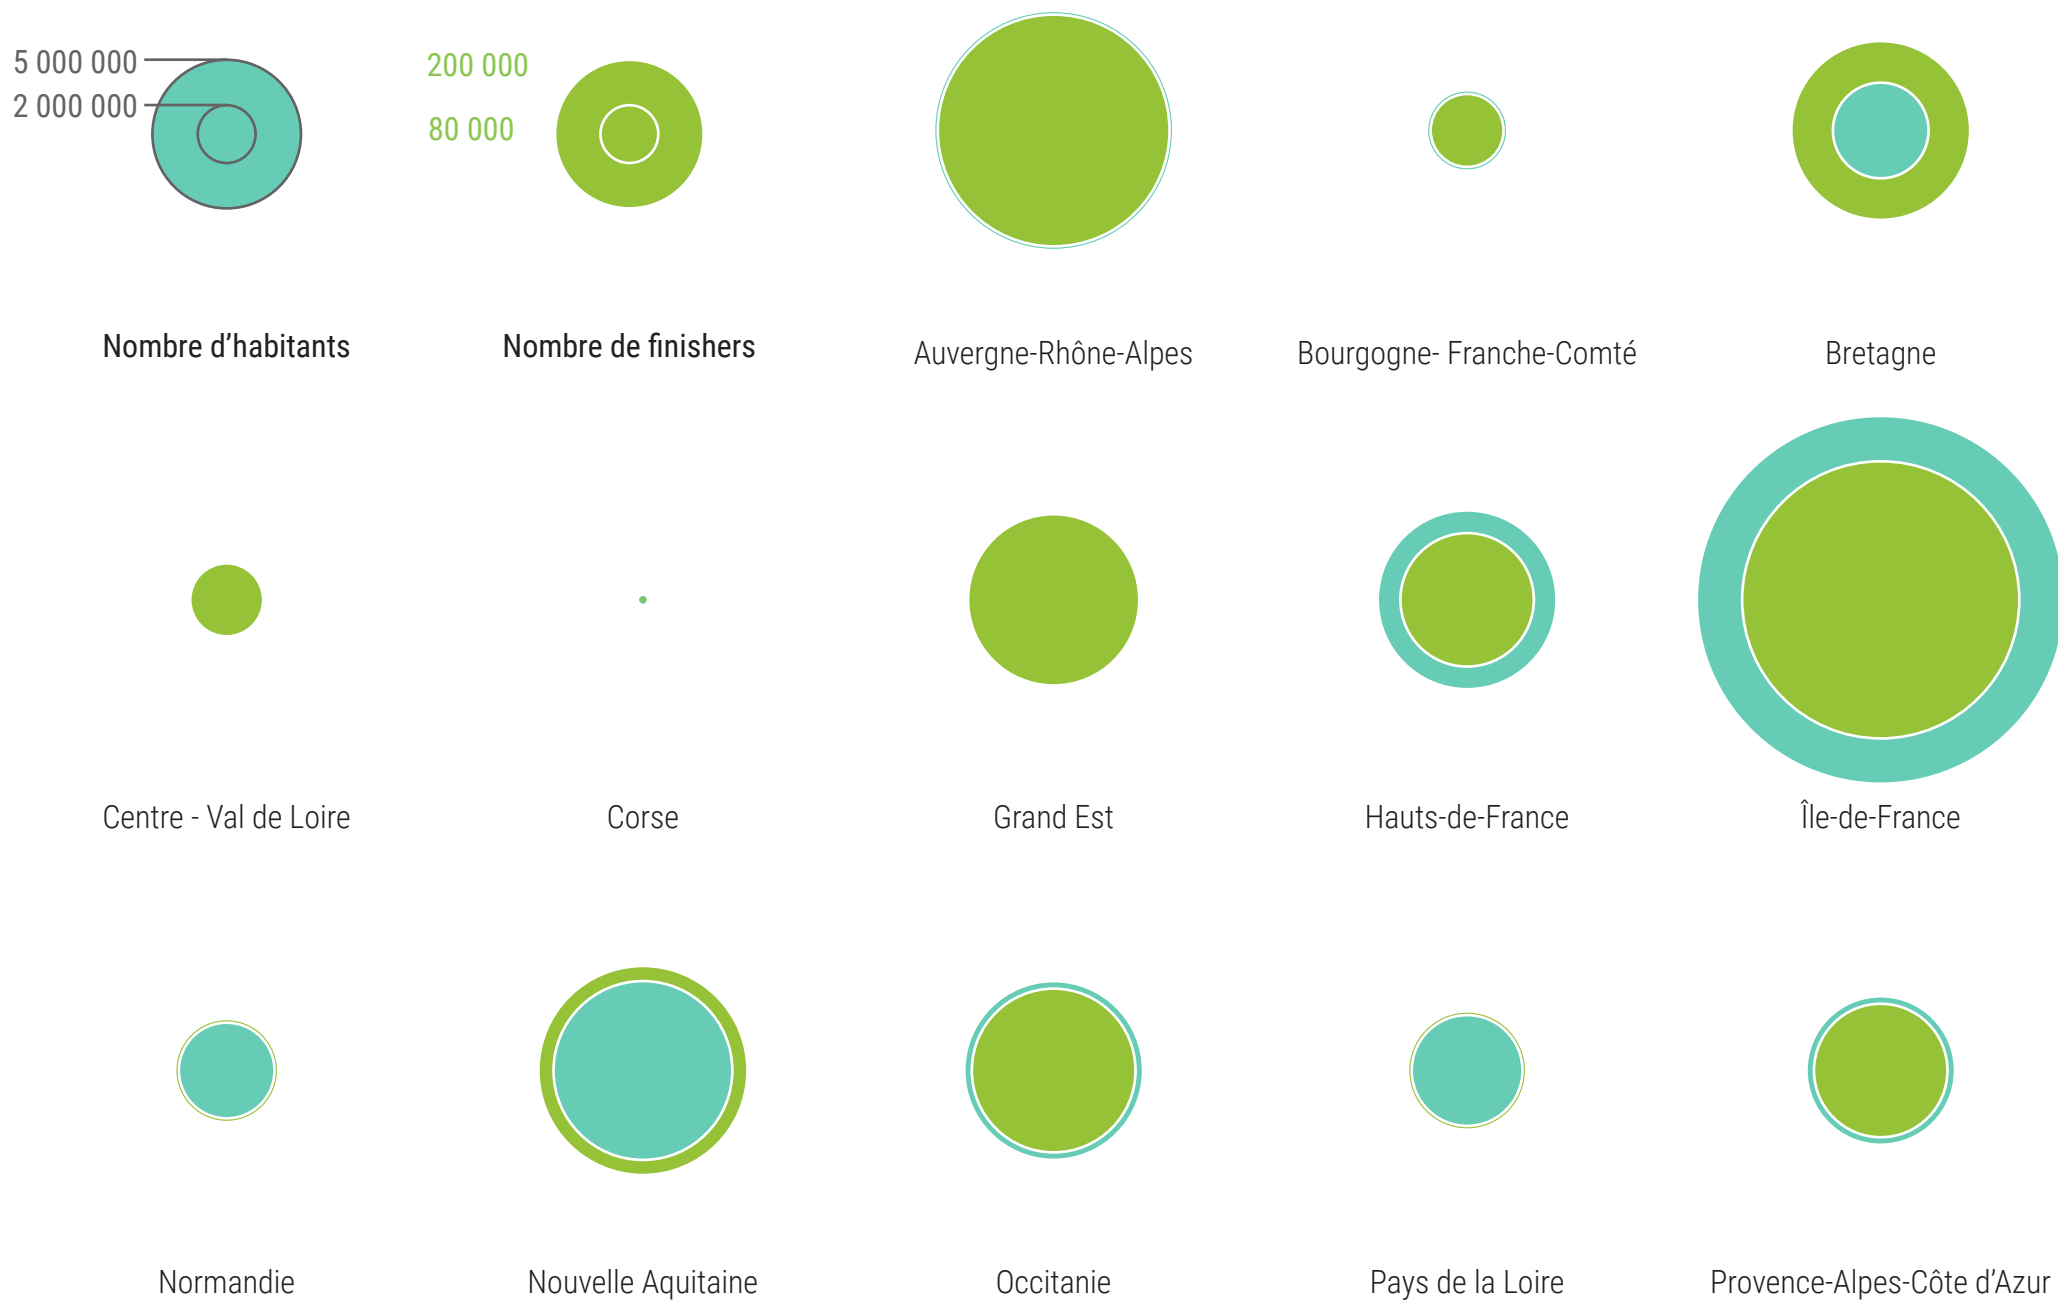 5 000 000
2 000 000
200 000
80 000
Nombre d’habitants
Nombre de finishers
Auvergne-Rhône-Alpes
Bourgogne- Franche-Comté
Bretagne
Centre - Val de Loire
Corse
Grand Est
Hauts-de-France
Île-de-France
Normandie
Nouvelle Aquitaine
Occitanie
Pays de la Loire
Provence-Alpes-Côte d’Azur